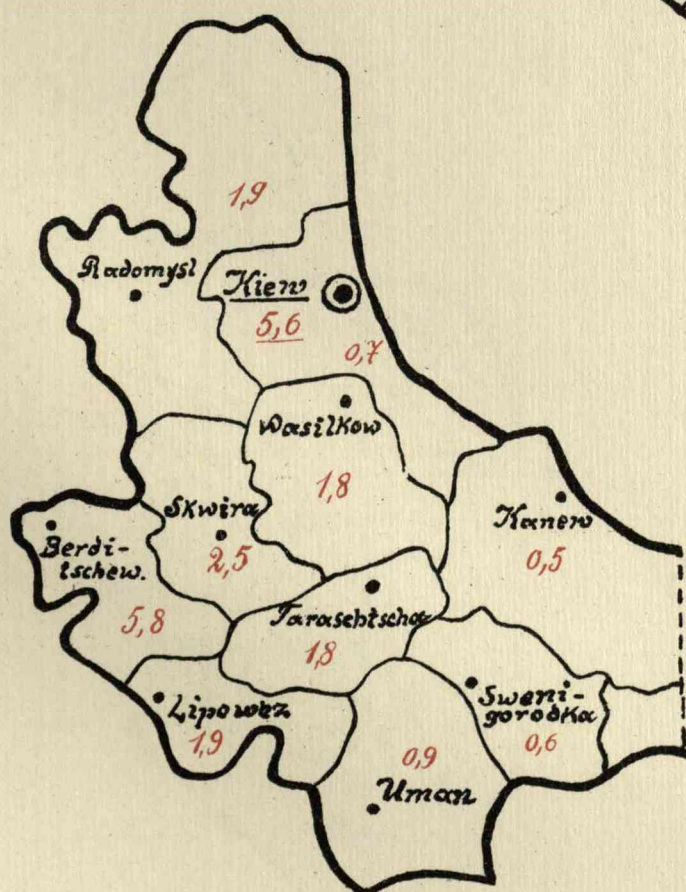 1,9
Radomysl
Kiew
5,6
0,7
Wasilkow
1,8
Skwira
2,5
Kanew
0,5
Berdi-
tschew.
5,8
Taraschtscha
1,8
Lipowez
1,9
Sweni-
gorodka
0,6
0,9
Uman